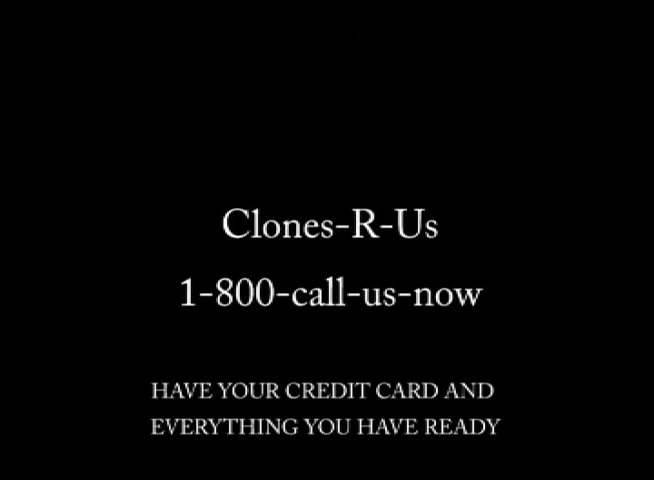 Clones-R-Us
1-800-call-us-now
HAVE YOUR CREDIT CARD AND
EVERYTHING YOU HAVE READY